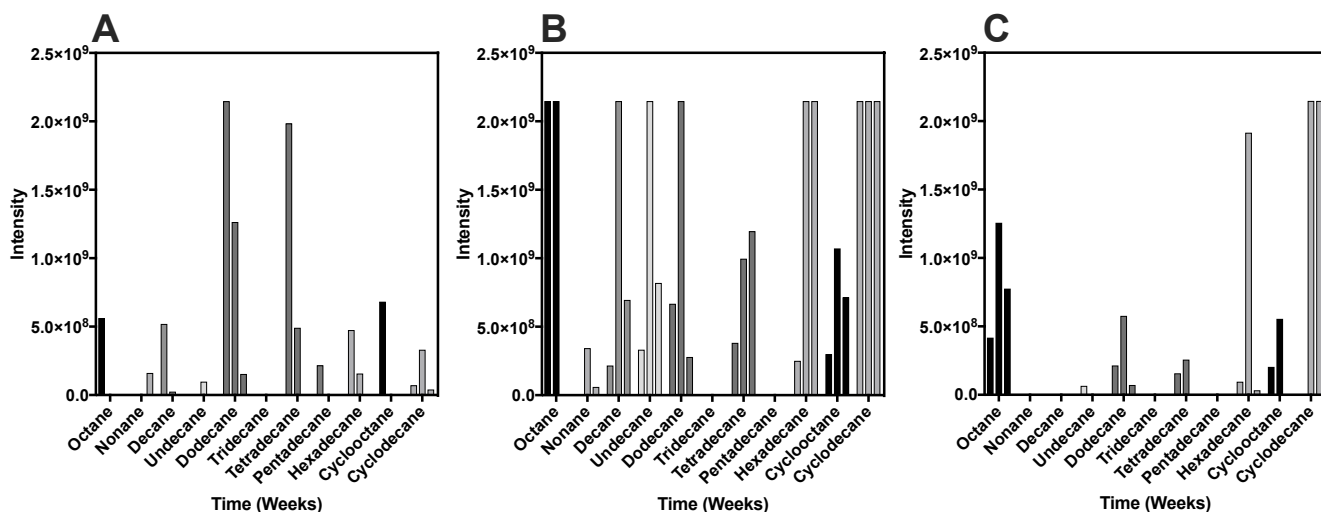 A
2.5×10⁹
2.0×10⁹
1.5×10⁹
1.0×10⁹
5.0×10⁸
0.0
Intensity
Octane
Nonane
Decane
Undecane
Dodecane
Tridecane
Tetradecane
Pentadecane
Hexadecane
Cyclooctane
Cyclodecane
Time (Weeks)
B
2.5×10⁹
2.0×10⁹
1.5×10⁹
1.0×10⁹
5.0×10⁸
0.0
Intensity
Octane
Nonane
Decane
Undecane
Dodecane
Tridecane
Tetradecane
Pentadecane
Hexadecane
Cyclooctane
Cyclodecane
Time (Weeks)
C
2.5×10⁹
2.0×10⁹
1.5×10⁹
1.0×10⁹
5.0×10⁸
0.0
Intensity
Octane
Nonane
Decane
Undecane
Dodecane
Tridecane
Tetradecane
Pentadecane
Hexadecane
Cyclooctane
Cyclodecane
Time (Weeks)